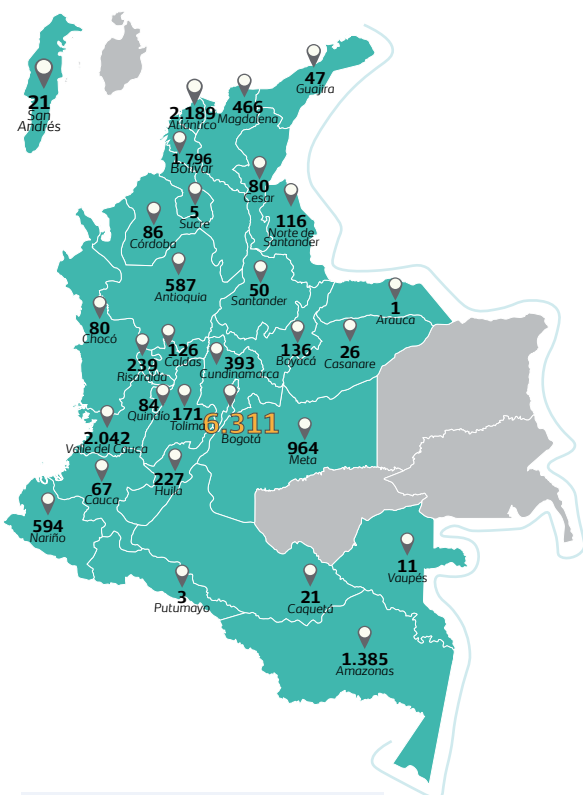 47
Guajira
21
San
Andrés
2.189
Atlántico
466
Magdalena
1.796
Bolívar
80
Cesar
5
Sucre
116
Norte de
Santander
86
Córdoba
587
Antioquia
50
Santander
1
Arauca
80
Chocó
126
Caldas
239
Risaralda
393
Cundinamarca
136
Boyacá
26
Casanare
84
Quindío
171
Tolima
6.311
Bogotá
2.042
Valle del Cauca
964
Meta
67
Cauca
227
Huila
594
Nariño
11
Vaupés
3
Putumayo
21
Caquetá
1.385
Amazonas